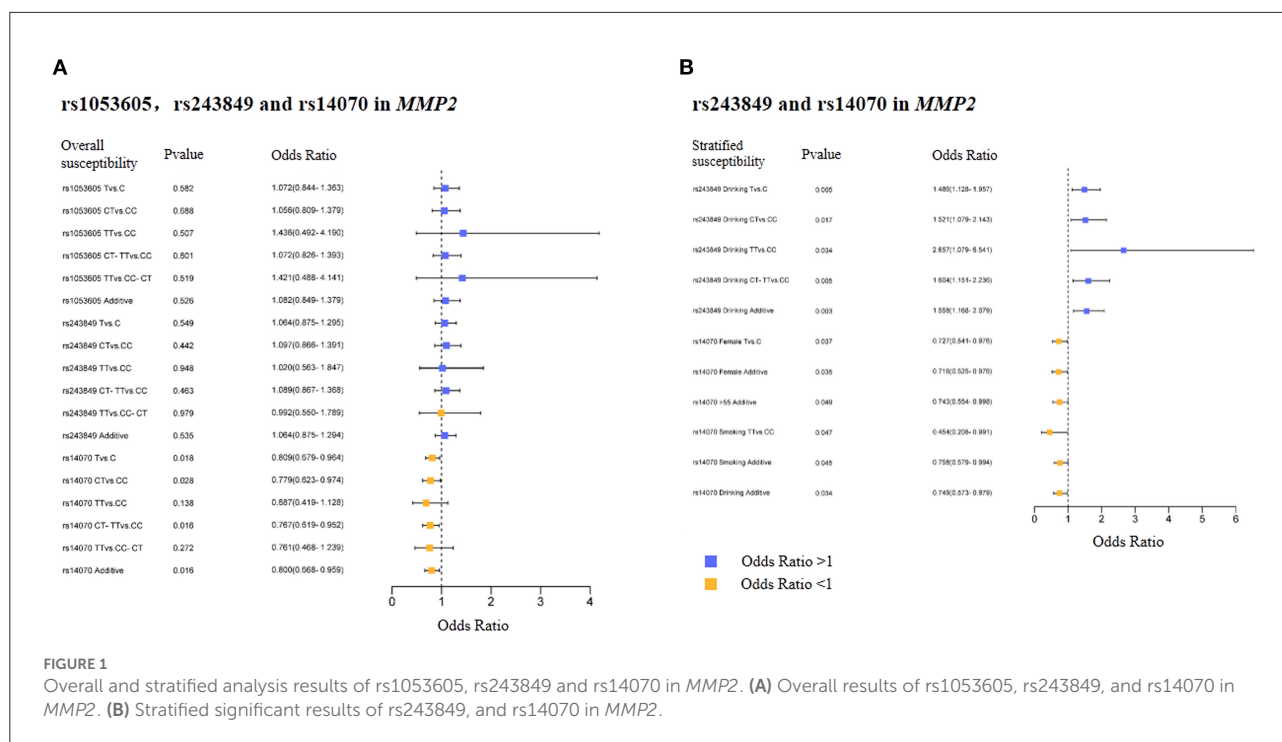 A
rs1053605，rs243849 and rs14070 in MMP2
Overall susceptibility Pvalue Odds Ratio
rs1053605 Tvs.C 0.582 1.072(0.844- 1.363)
rs1053605 CTvs.CC 0.688 1.056(0.809- 1.379)
rs1053605 TTvs.CC 0.507 1.436(0.492- 4.190)
rs1053605 CT- TTvs.CC 0.601 1.072(0.826- 1.393)
rs1053605 TTvs.CC- CT 0.519 1.421(0.488- 4.141)
rs1053605 Additive 0.526 1.082(0.849- 1.379)
rs243849 Tvs.C 0.549 1.064(0.875- 1.295)
rs243849 CTvs.CC 0.442 1.097(0.866- 1.391)
rs243849 TTvs.CC 0.948 1.020(0.563- 1.847)
rs243849 CT- TTvs.CC 0.463 1.089(0.867- 1.368)
rs243849 TTvs.CC- CT 0.979 0.992(0.550- 1.789)
rs243849 Additive 0.535 1.064(0.875- 1.294)
rs14070 Tvs.C 0.018 0.809(0.679- 0.964)
rs14070 CTvs.CC 0.028 0.779(0.623- 0.974)
rs14070 TTvs.CC 0.138 0.687(0.419- 1.128)
rs14070 CT- TTvs.CC 0.016 0.767(0.619- 0.952)
rs14070 TTvs.CC- CT 0.272 0.761(0.468- 1.239)
rs14070 Additive 0.016 0.800(0.668- 0.959)
0 1 2 3 4
Odds Ratio
B
rs243849 and rs14070 in MMP2
Stratified susceptibility Pvalue Odds Ratio
rs243849 Drinking Tvs.C 0.005 1.486(1.128- 1.957)
rs243849 Drinking CTvs.CC 0.017 1.521(1.079- 2.143)
rs243849 Drinking TTvs.CC 0.034 2.657(1.079- 6.541)
rs243849 Drinking CT- TTvs.CC 0.005 1.604(1.151- 2.236)
rs243849 Drinking Additive 0.003 1.558(1.168- 2.079)
rs14070 Female Tvs.C 0.037 0.727(0.541- 0.976)
rs14070 Female Additive 0.035 0.716(0.525- 0.976)
rs14070 >55 Additive 0.049 0.743(0.554- 0.998)
rs14070 Smoking TTvs.CC 0.047 0.454(0.208- 0.991)
rs14070 Smoking Additive 0.045 0.758(0.579- 0.994)
rs14070 Drinking Additive 0.034 0.749(0.573- 0.979)
0 1 2 3 4 5 6
Odds Ratio
Odds Ratio >1
Odds Ratio <1
FIGURE 1
Overall and stratified analysis results of rs1053605, rs243849 and rs14070 in MMP2. (A) Overall results of rs1053605, rs243849, and rs14070 in
MMP2. (B) Stratified significant results of rs243849, and rs14070 in MMP2.